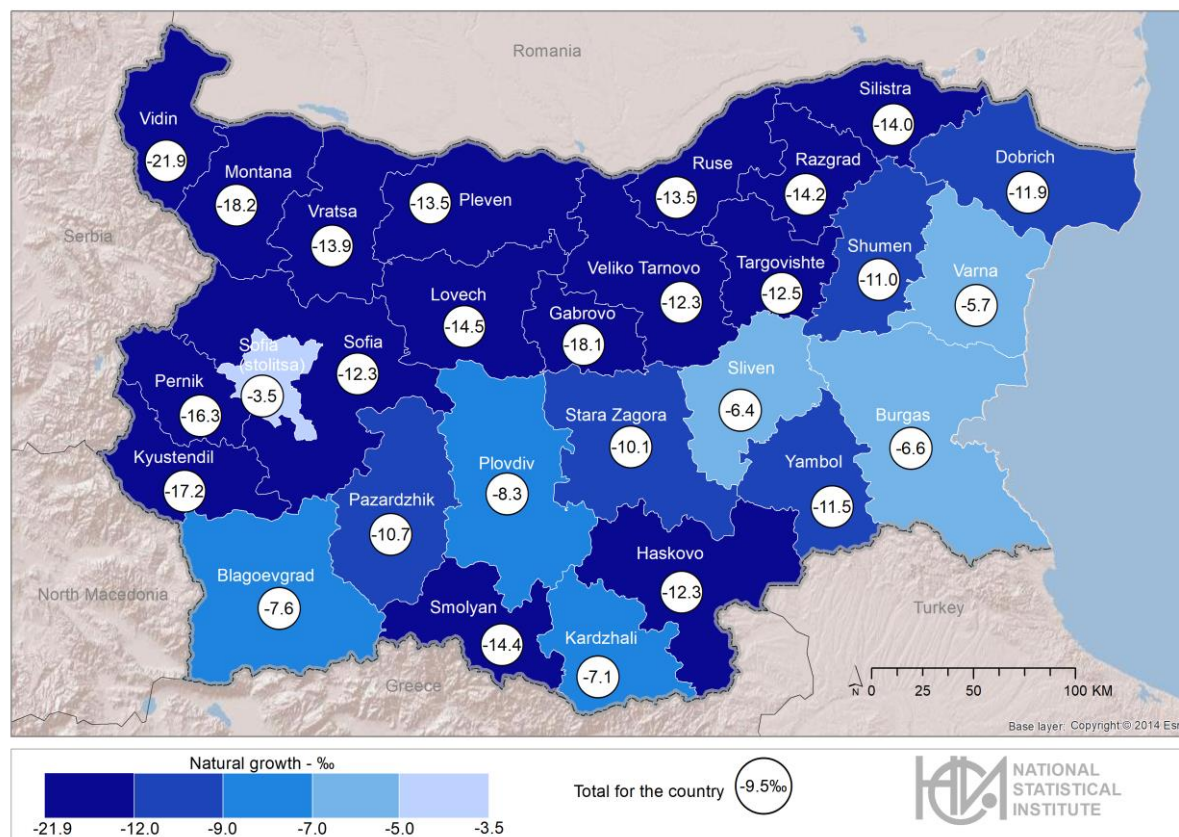 Romania
Silistra
-14.0
Vidin
-21.9
Dobrich
-11.9
Ruse
-13.5
Razgrad
-14.2
Montana
-18.2
Pleven
-13.5
Vratsa
-13.9
Serbia
Shumen
-11.0
Veliko Tarnovo
-12.3
Targovishte
-12.5
Varna
-5.7
Lovech
-14.5
Gabrovo
-18.1
Sofia
(stolitsa)
-3.5
Sofia
-12.3
Sliven
-6.4
Pernik
-16.3
Stara Zagora
-10.1
Burgas
-6.6
Kyustendil
-17.2
Plovdiv
-8.3
Yambol
-11.5
Pazardzhik
-10.7
Haskovo
-12.3
Blagoevgrad
-7.6
North Macedonia
Smolyan
-14.4
Turkey
Kardzhali
-7.1
Greece
N
0 25 50 100 KM
Base layer: Copyright:© 2014 Esr
Natural growth - ‰
-21.9 -12.0 -9.0 -7.0 -5.0 -3.5
Total for the country -9.5‰
НСИ
NATIONAL
STATISTICAL
INSTITUTE